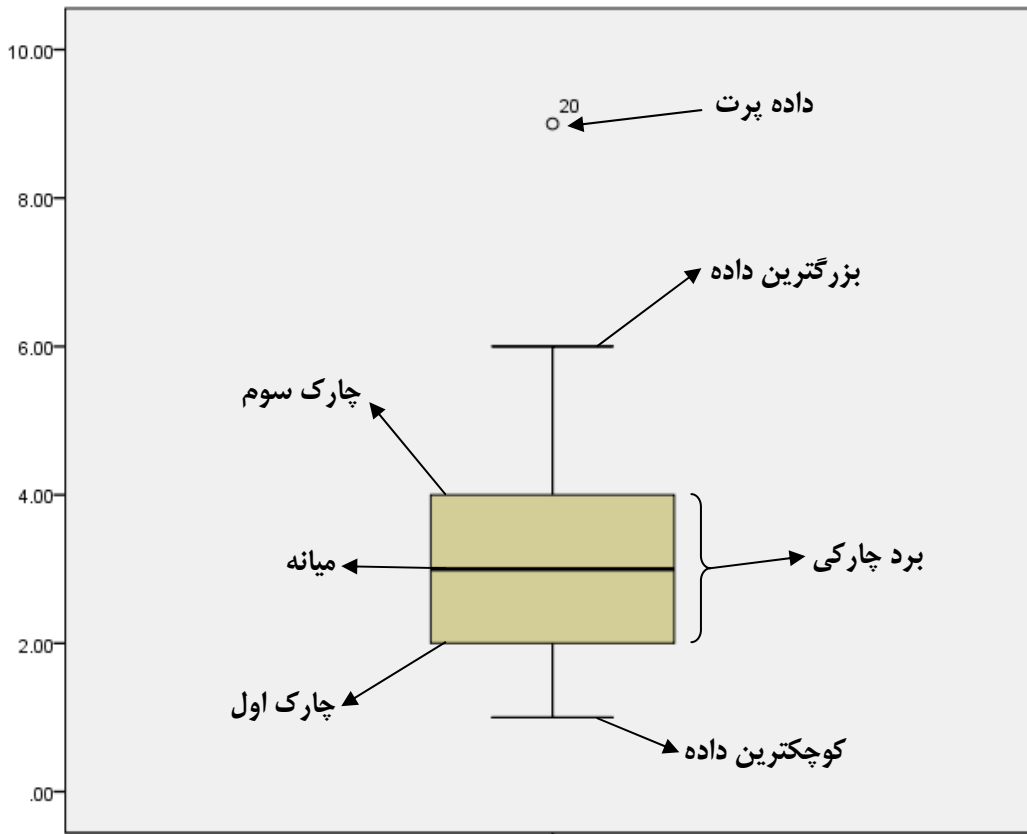 10.00
20
داده پرت
8.00
بزرگترین داده
6.00
چارک سوم
4.00
برد چارکی
میانه
2.00
چارک اول
کوچکترین داده
.00